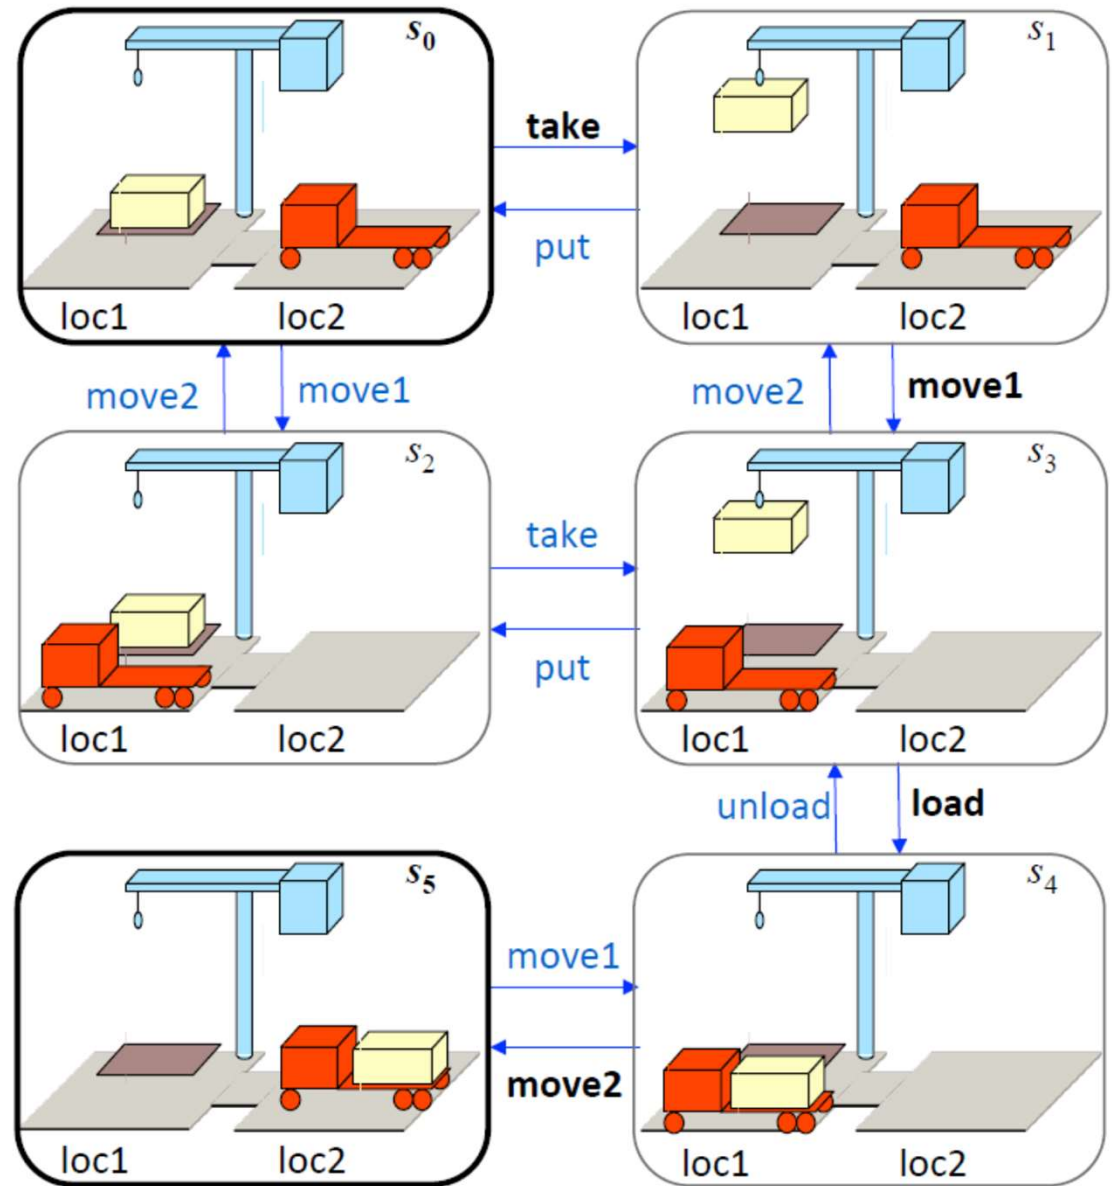 s0 s1
take
put
loc1 loc2 loc1 loc2
move2 move1 move2 move1
s2 s3
take
put
loc1 loc2 loc1 loc2
unload load
s5 s4
move1
move2
loc1 loc2 loc1 loc2